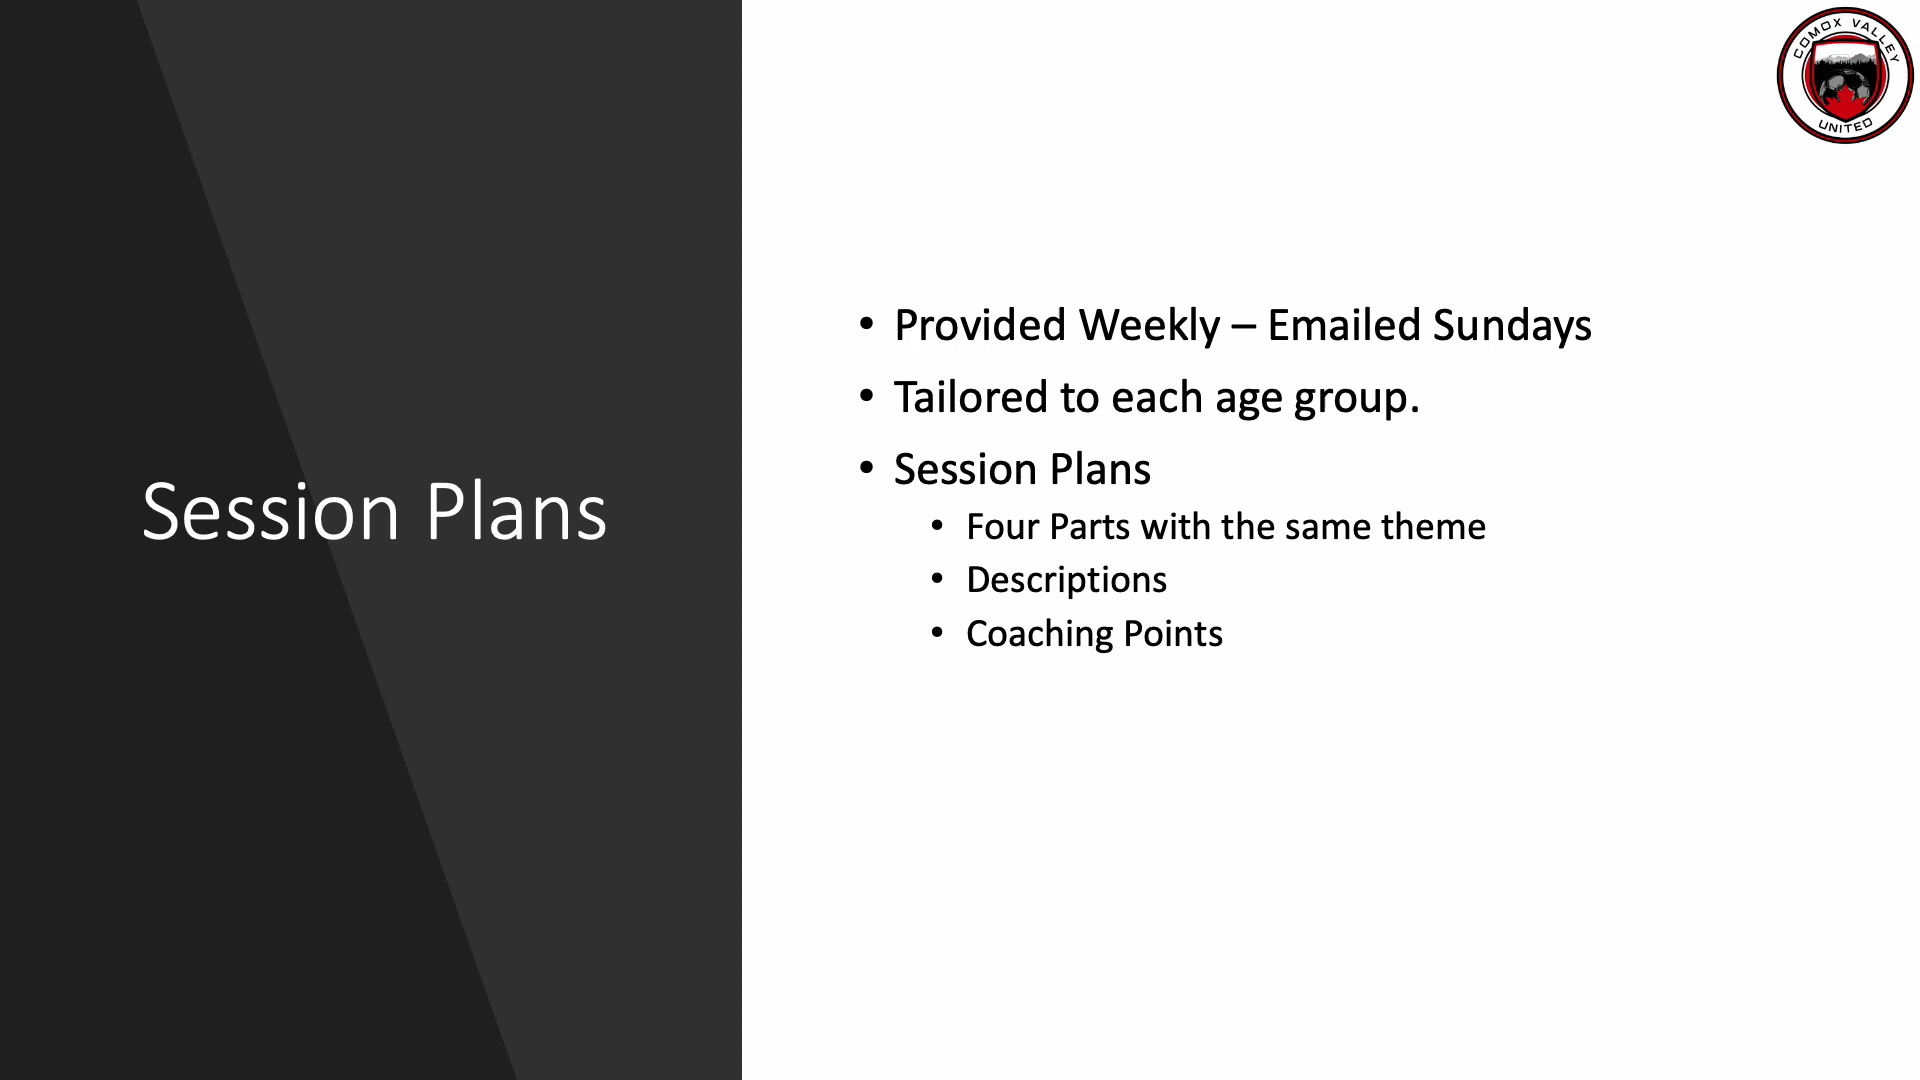 COMOX VALLEY
UNITED
Session Plans
• Provided Weekly – Emailed Sundays
• Tailored to each age group.
• Session Plans
• Four Parts with the same theme
• Descriptions
• Coaching Points